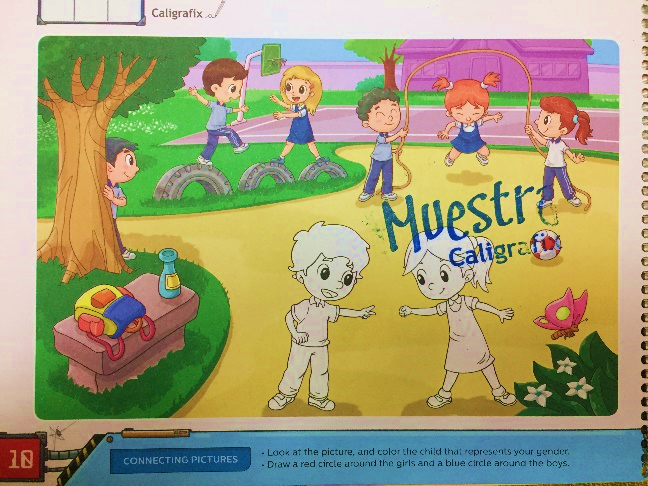 Caligrafix
Muestra
Caligrafix
10
CONNECTING PICTURES
- Look at the picture, and color the child that represents your gender.
- Draw a red circle around the girls and a blue circle around the boys.